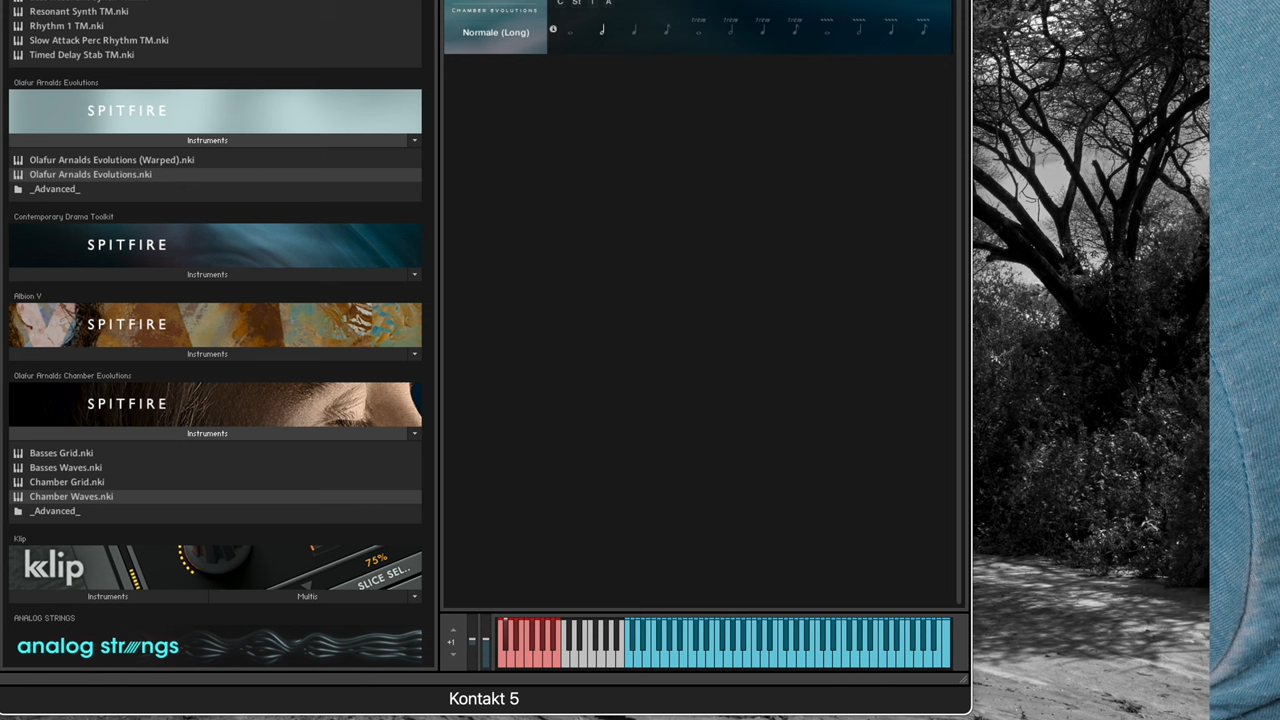 Resonant Synth TM.nki
Rhythm 1 TM.nki
Slow Attack Perc Rhythm TM.nki
Timed Delay Stab TM.nki
Olafur Arnalds Evolutions
SPITFIRE
Instruments
Olafur Arnalds Evolutions (Warped).nki
Olafur Arnalds Evolutions.nki
_Advanced_
Contemporary Drama Toolkit
SPITFIRE
Instruments
Albion V
SPITFIRE
Instruments
Olafur Arnalds Chamber Evolutions
SPITFIRE
Instruments
Basses Grid.nki
Basses Waves.nki
Chamber Grid.nki
Chamber Waves.nki
_Advanced_
Klip
klip
75%
SLICE SEL..
Instruments Multis
ANALOG STRINGS
analog strings
CHAMBER EVOLUTIONS
Normale (Long)
C St T A
+1
Kontakt 5